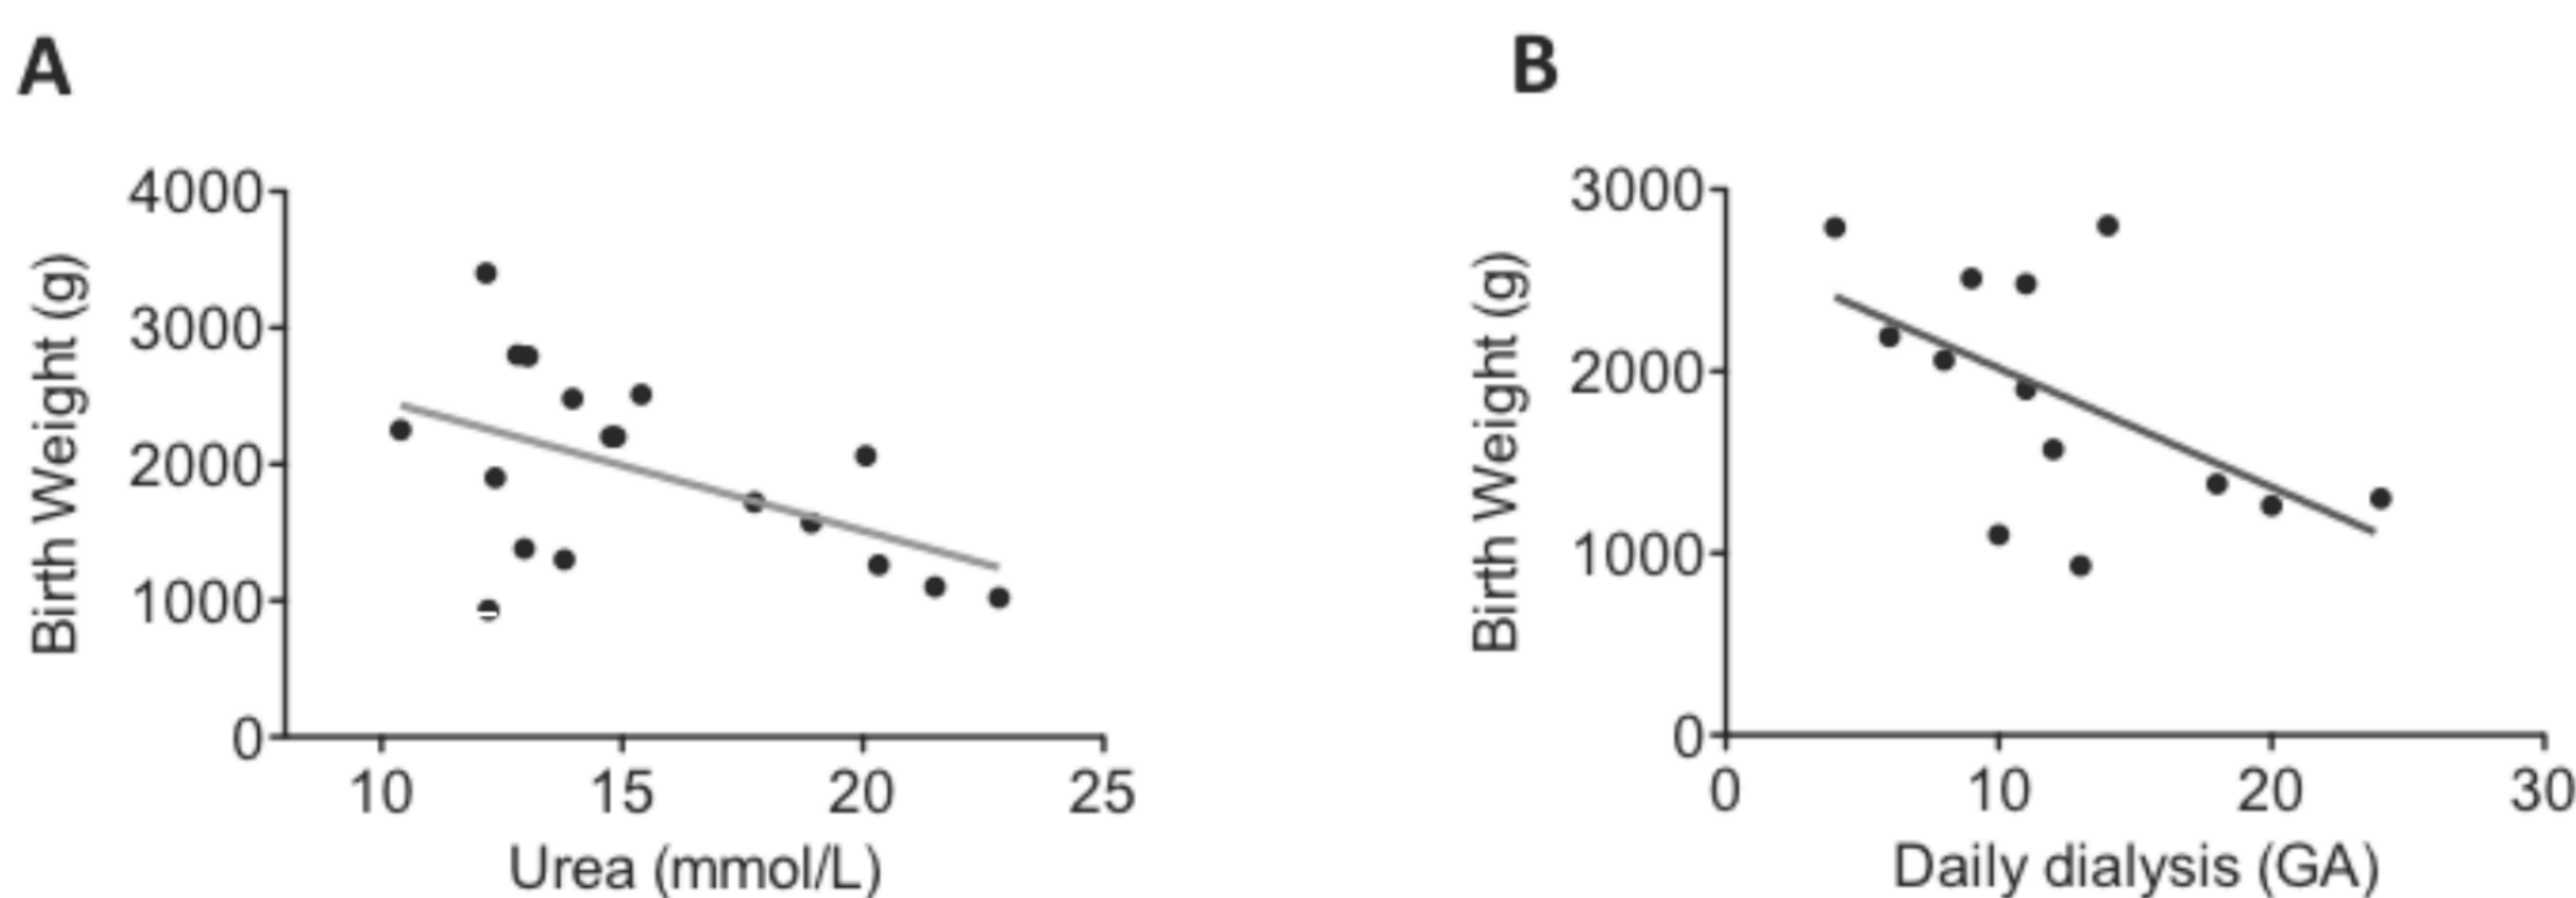 A
Birth Weight (g)
4000
3000
2000
1000
0
10 15 20 25
Urea (mmol/L)
B
Birth Weight (g)
3000
2000
1000
0
0 10 20 30
Daily dialysis (GA)